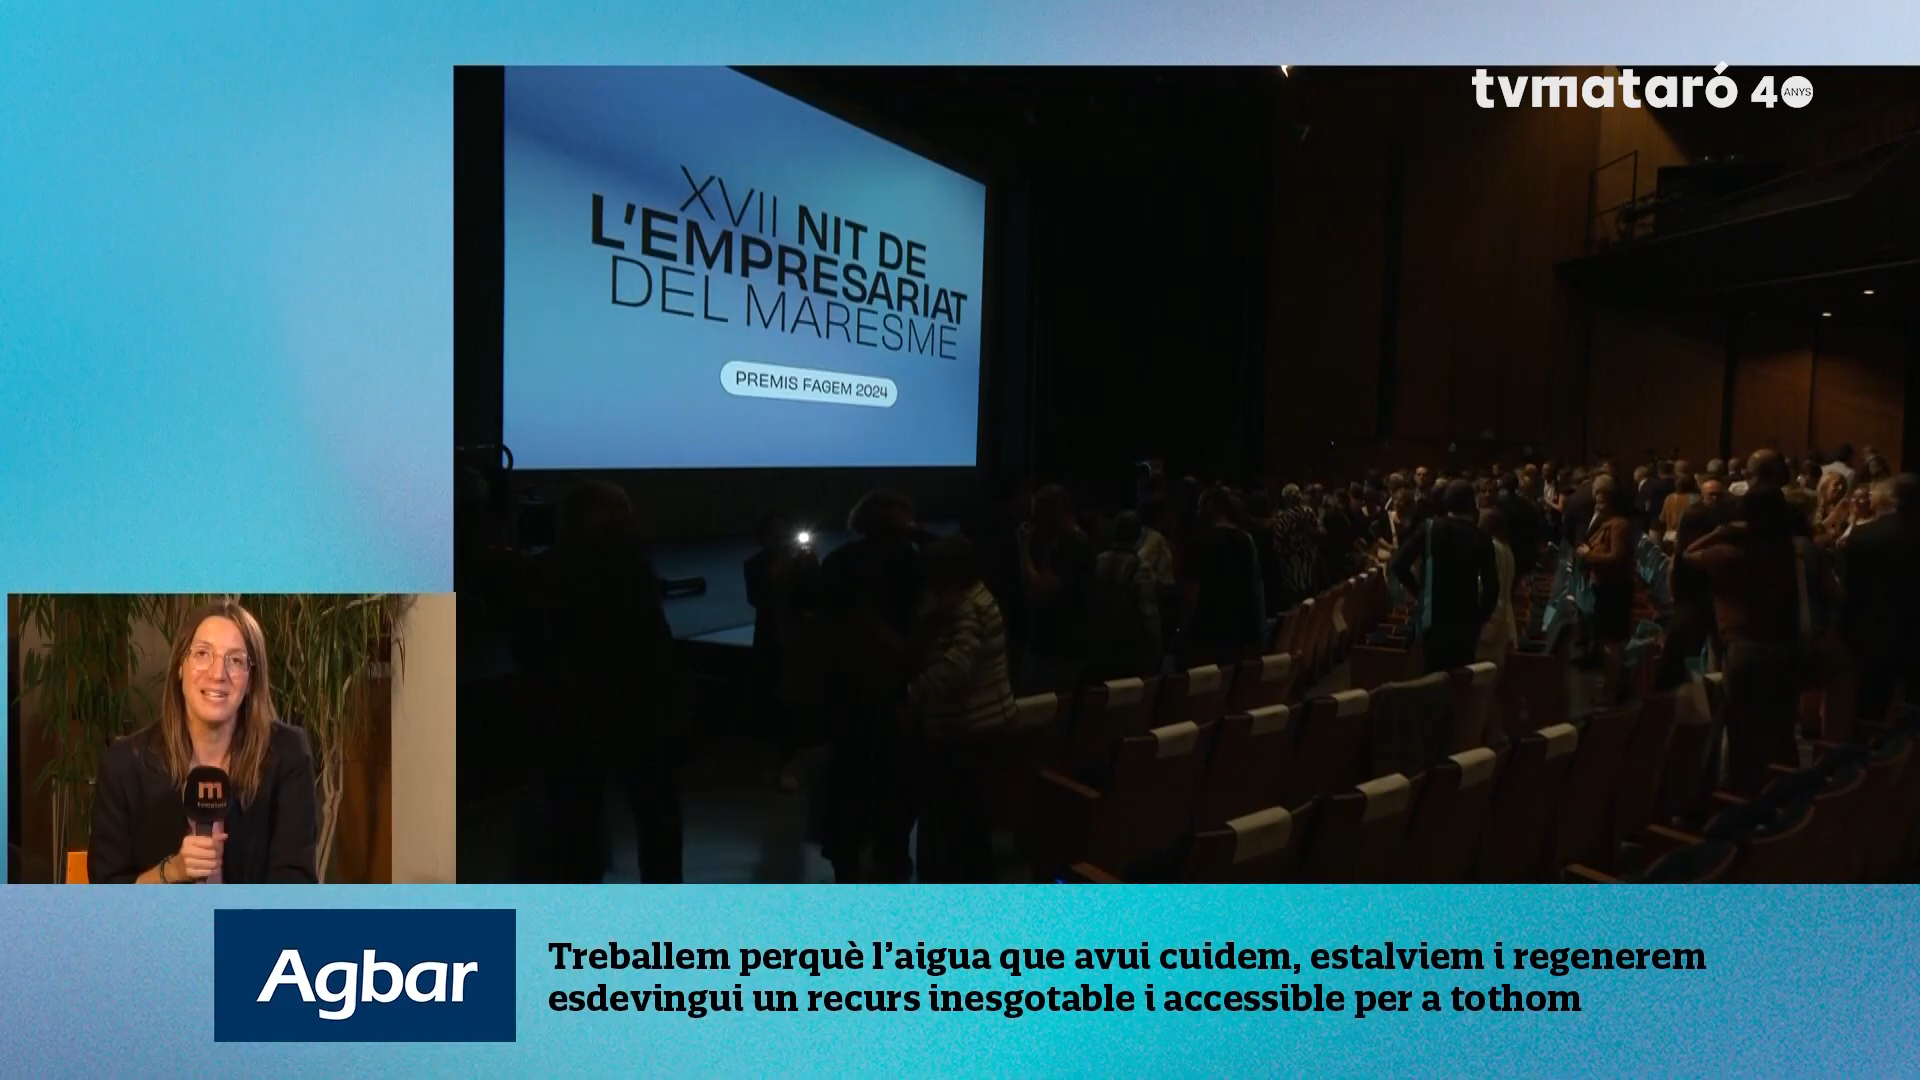 tvmataró 40 ANYS
XVII NIT DE
L'EMPRESARIAT
DEL MARESME
PREMIS FAGEM 2024
m
tvmataró
Agbar
Treballem perquè l'aigua que avui cuidem, estalviem i regenerem
esdevingui un recurs inesgotable i accessible per a tothom